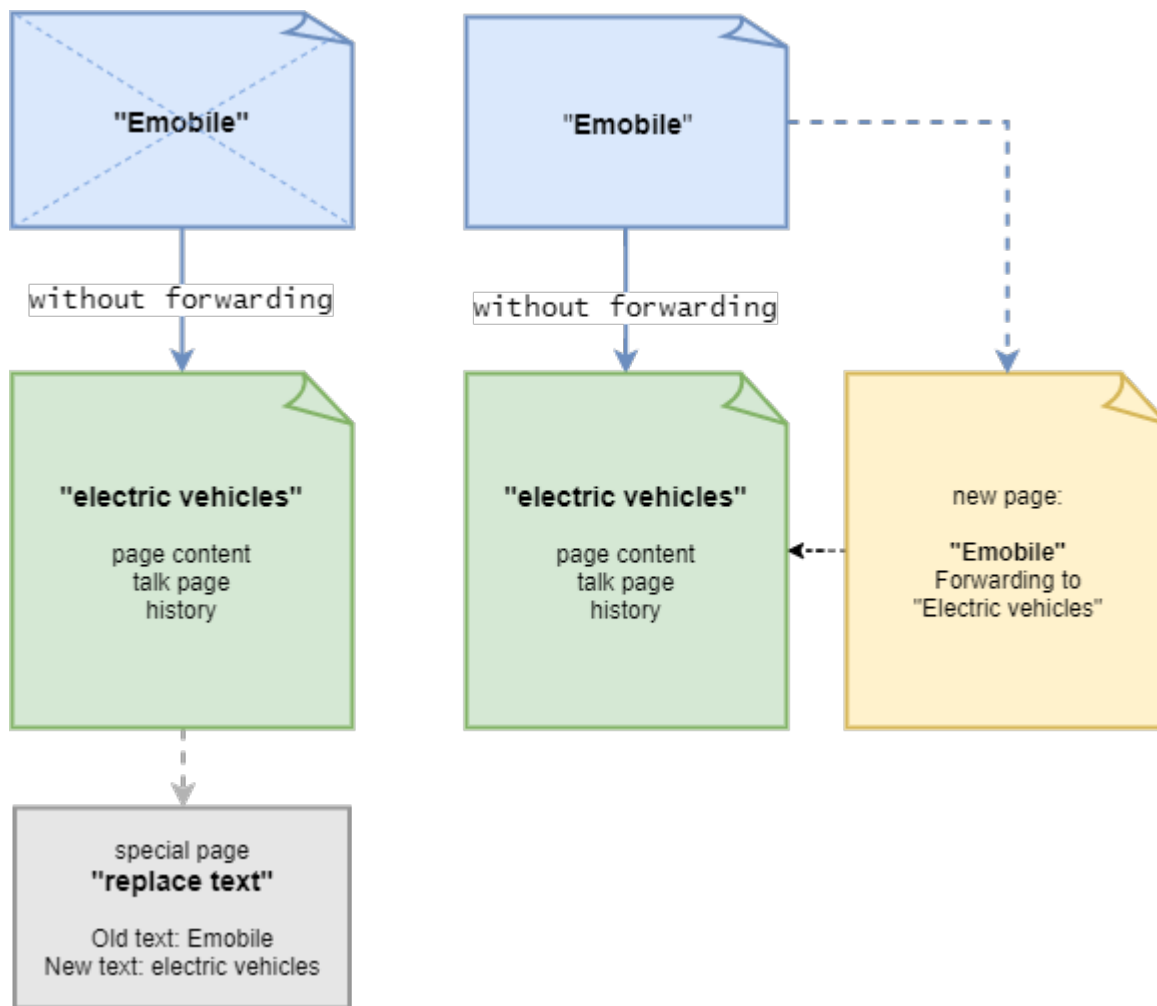 "Emobile"
without forwarding
"electric vehicles"
page content
talk page
history
special page
"replace text"
Old text: Emobile
New text: electric vehicles
"Emobile"
without forwarding
"electric vehicles"
page content
talk page
history
new page:
"Emobile"
Forwarding to
"Electric vehicles"